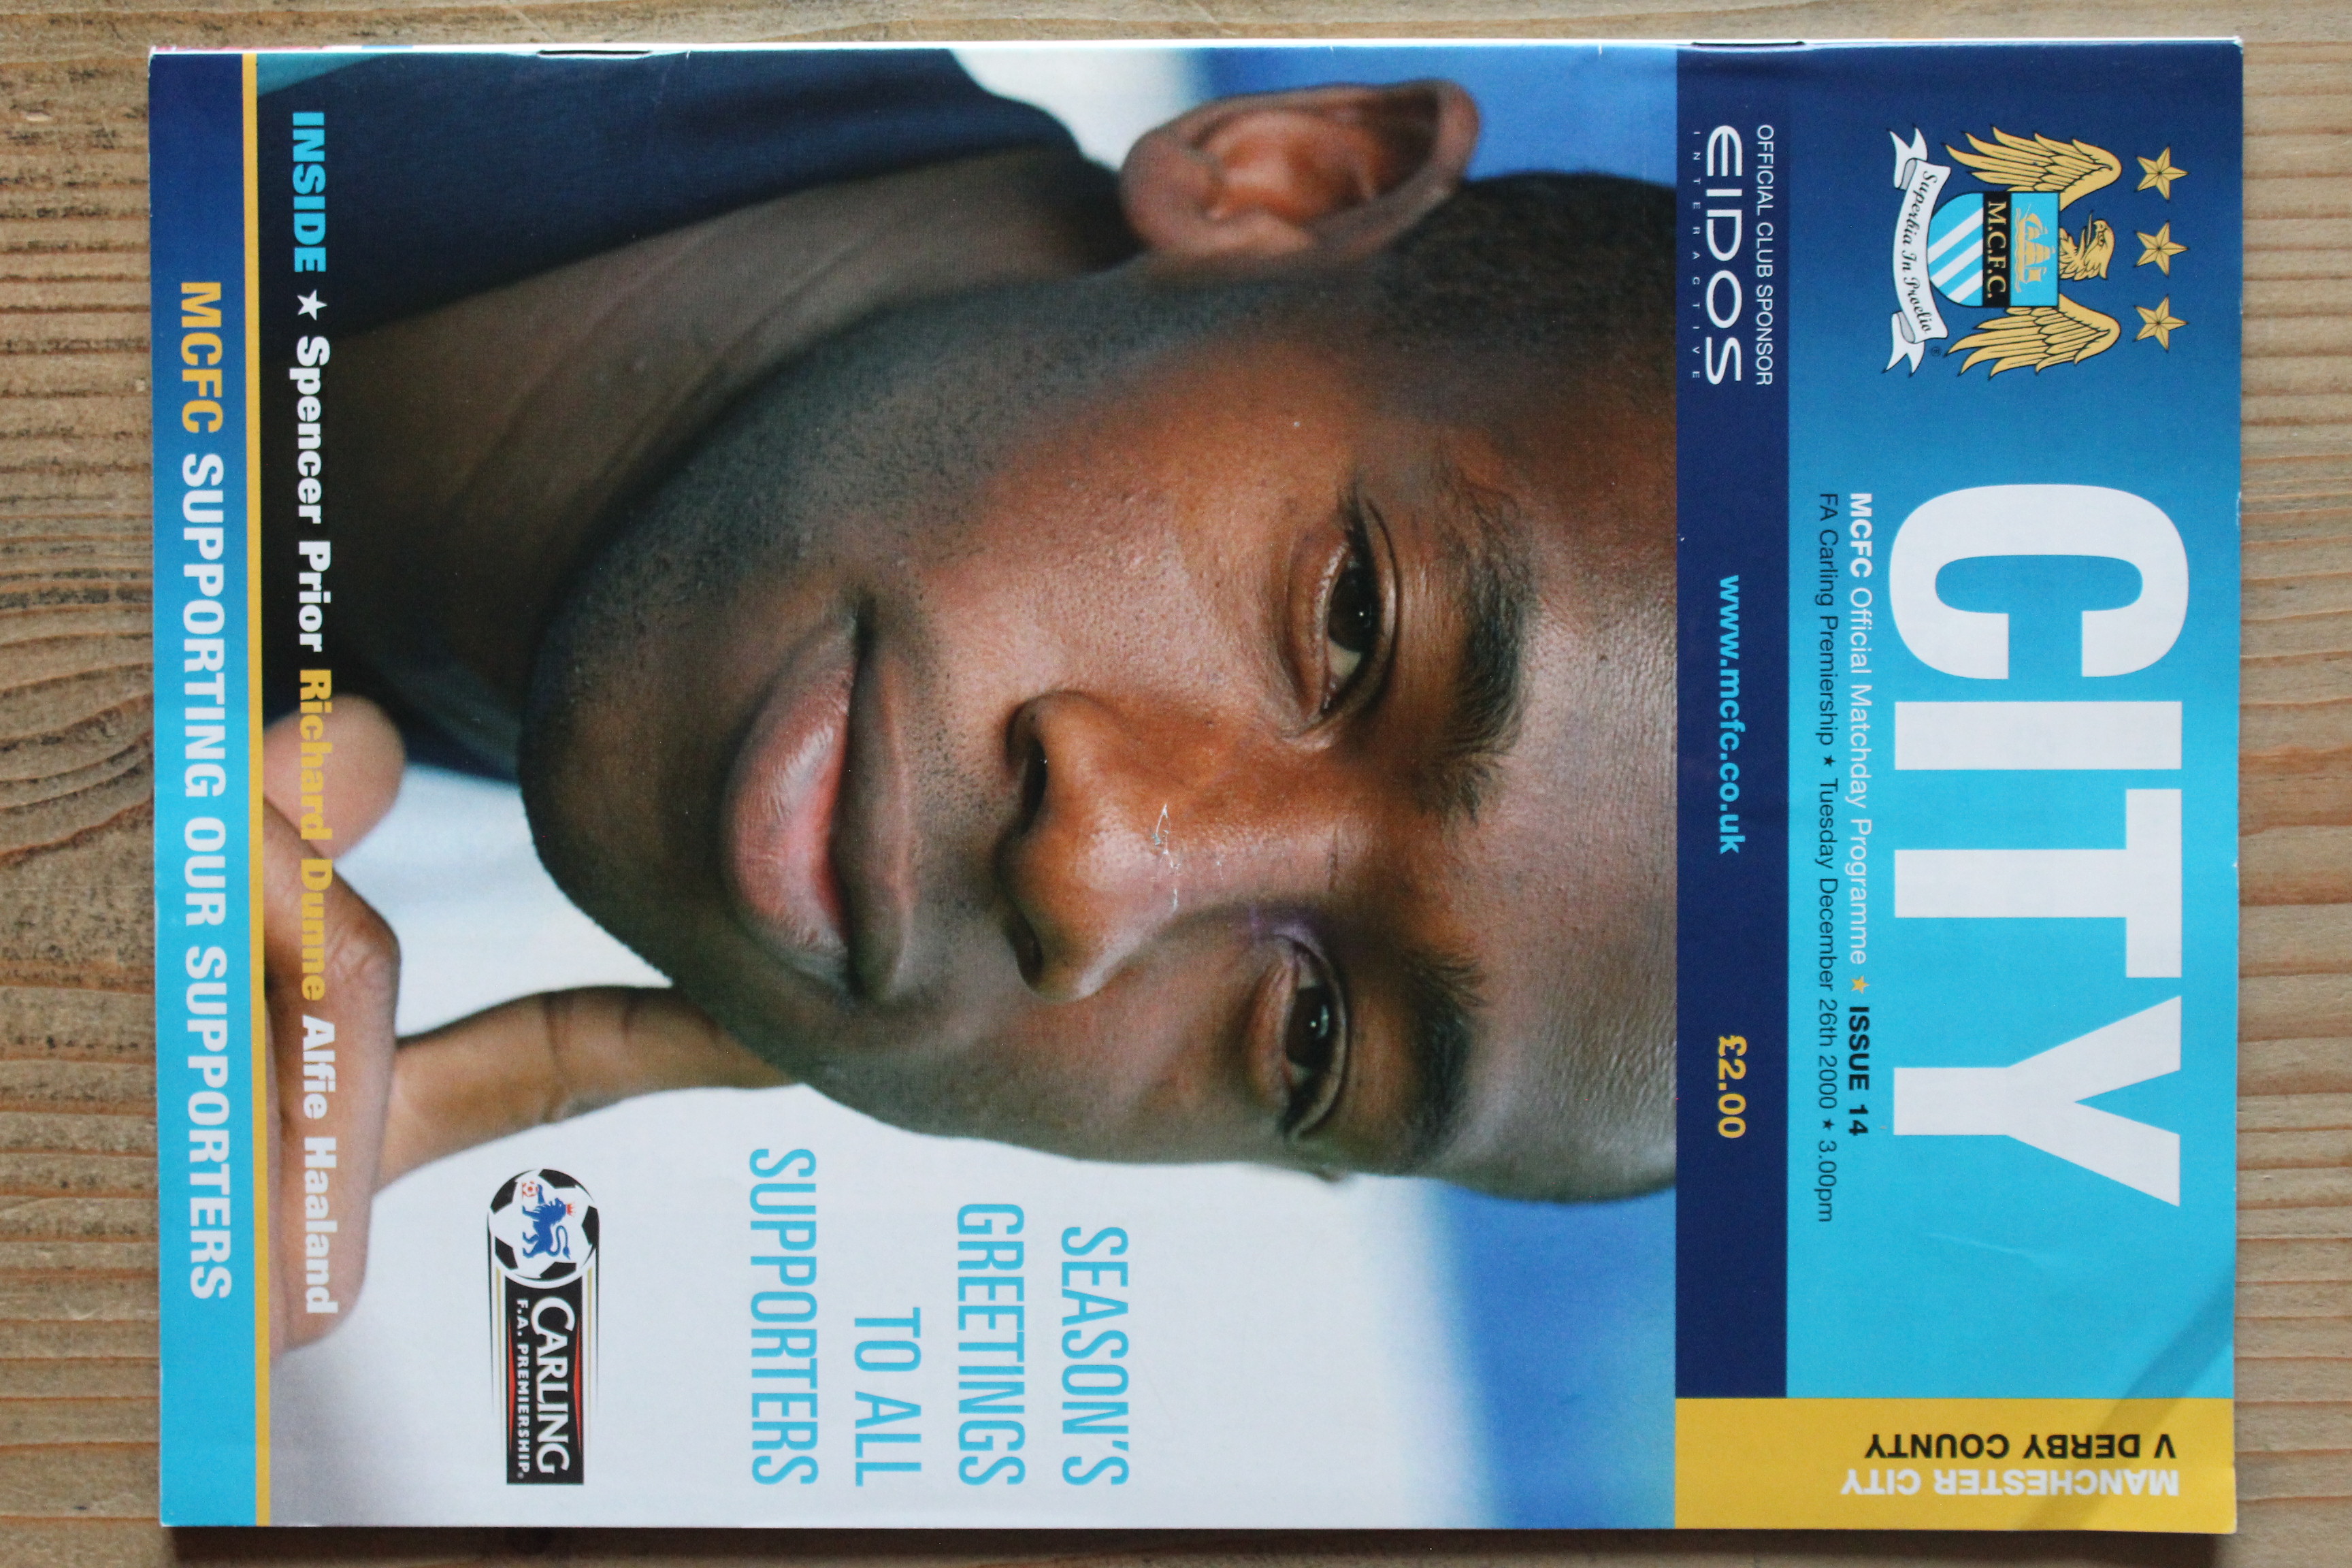 M.C.F.C.
Superbia In Proelio
CITY
MCFC Official Matchday Programme ★ ISSUE 14
FA Carling Premiership ★ Tuesday December 26th 2000 ★ 3.00pm
MANCHESTER CITY
V DERBY COUNTY
OFFICIAL CLUB SPONSOR
EIDOS
INTERACTIVE
www.mcfc.co.uk
£2.00
SEASON'S
GREETINGS
TO ALL
SUPPORTERS
CARLING
F.A. PREMIERSHIP.
INSIDE ★ Spencer Prior Richard Dunne Alfie Haaland
MCFC SUPPORTING OUR SUPPORTERS